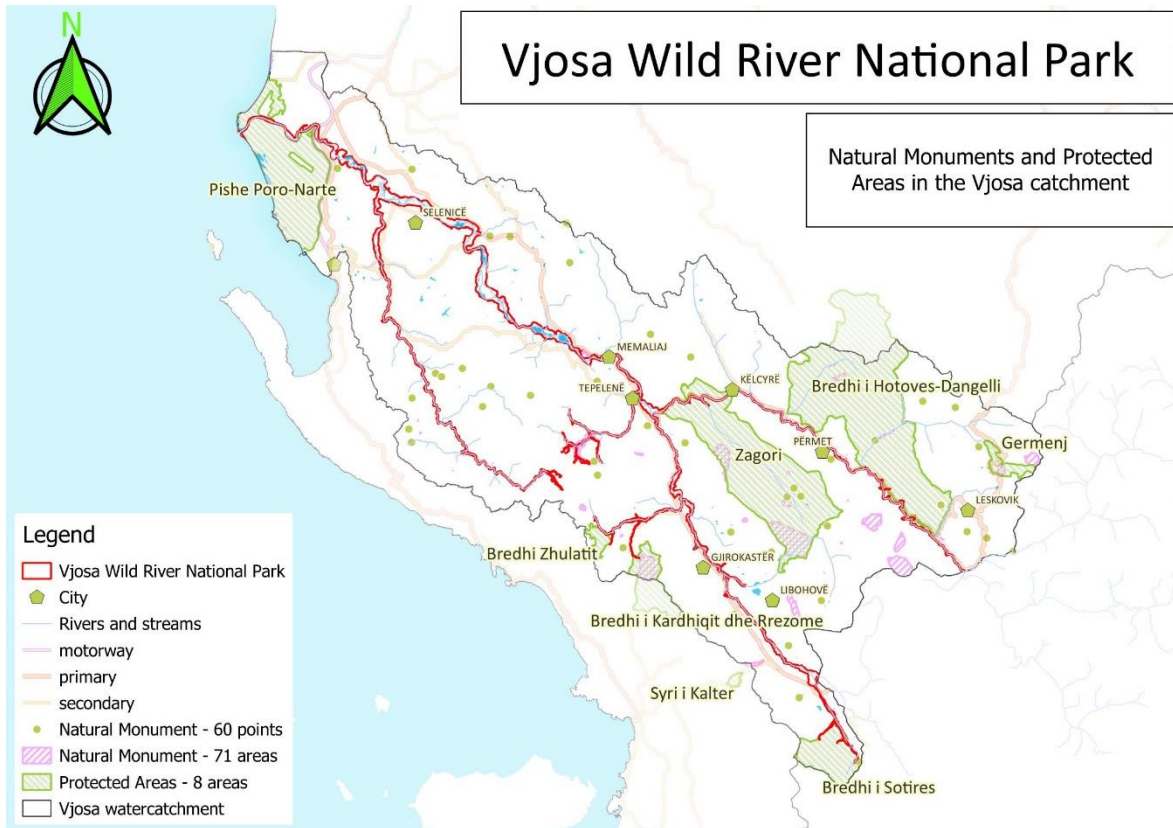 N
Vjosa Wild River National Park
Natural Monuments and Protected
Areas in the Vjosa catchment
Pishe Poro-Narte
SELENICË
MEMALIAJ
TEPELENË
KËLCYRË
Bredhi i Hotoves-Dangelli
PËRMET
Zagori
Germenj
LESKOVIK
Bredhi Zhulatit
GJIROKASTËR
LIBOHOVË
Bredhi i Kardhiqit dhe Rrezome
Syri i Kalter
Bredhi i Sotires
Legend
Vjosa Wild River National Park
City
Rivers and streams
motorway
primary
secondary
Natural Monument - 60 points
Natural Monument - 71 areas
Protected Areas - 8 areas
Vjosa watercatchment